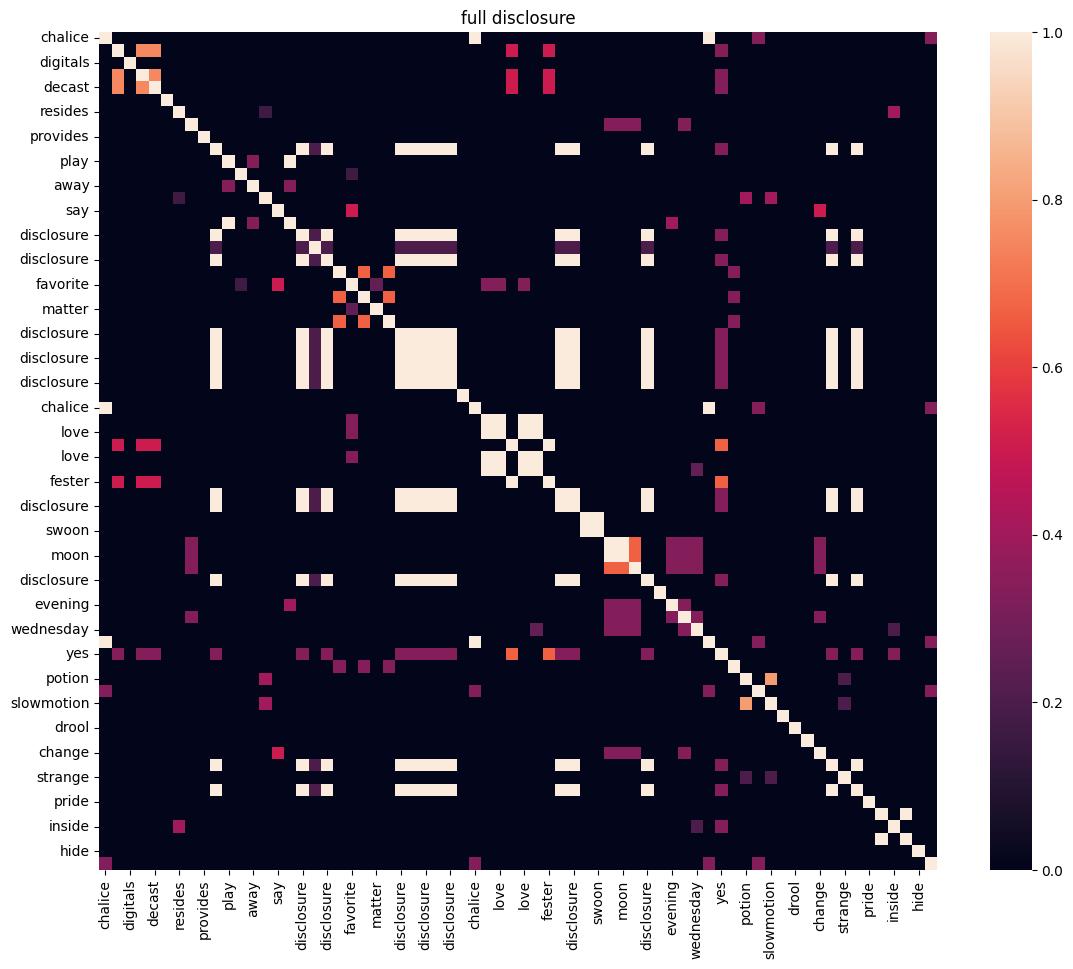 full disclosure
chalice
digitals
decast
resides
provides
play
away
say
disclosure
disclosure
favorite
matter
disclosure
disclosure
disclosure
chalice
love
love
fester
disclosure
swoon
moon
disclosure
evening
wednesday
yes
potion
slowmotion
drool
change
strange
pride
inside
hide
1.0
0.8
0.6
0.4
0.2
0.0
chalice
digitals
decast
resides
provides
play
away
say
disclosure
disclosure
favorite
matter
disclosure
disclosure
disclosure
chalice
love
love
fester
disclosure
swoon
moon
disclosure
evening
wednesday
yes
potion
slowmotion
drool
change
strange
pride
inside
hide